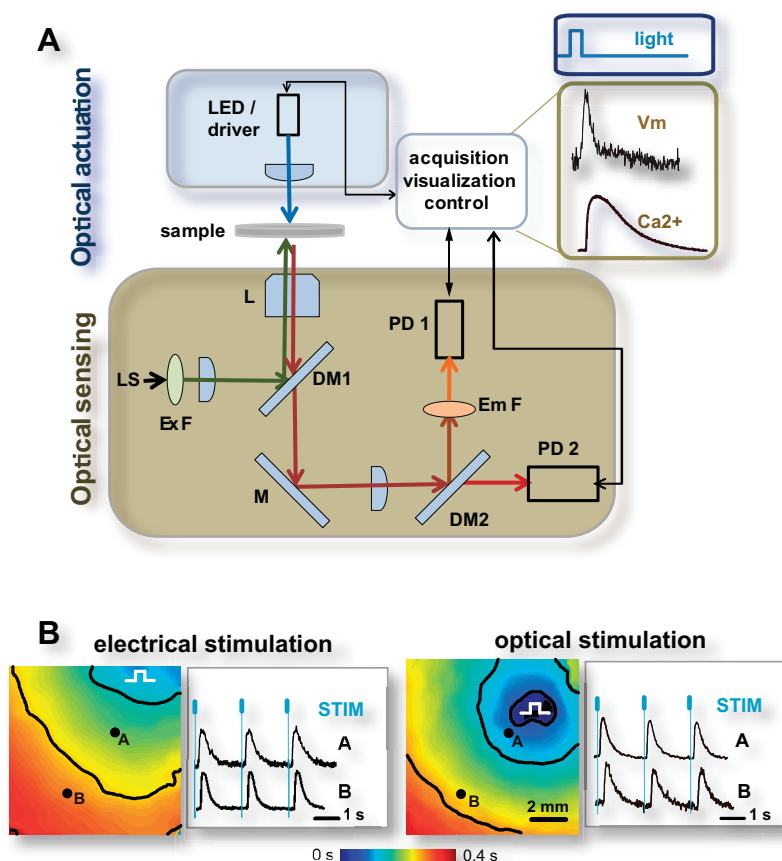 A
Optical actuation
LED /
driver
light
Vm
Ca2+
acquisition
visualization
control
sample
Optical sensing
L
PD 1
LS
DM1
Ex F
Em F
PD 2
M
DM2
B
electrical stimulation
optical stimulation
STIM
A
B
A
B
1 s
STIM
A
B
A
B
2 mm
1 s
0 s
0.4 s